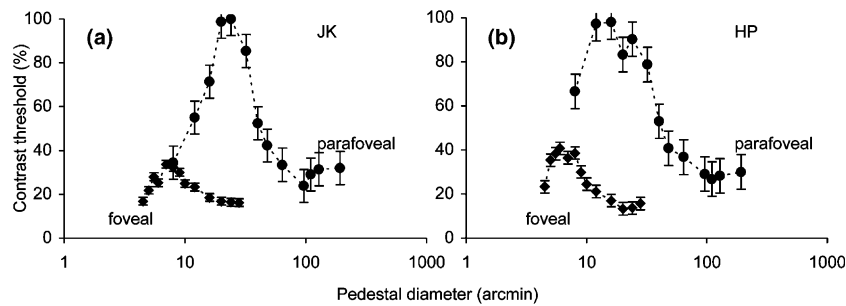 (a)
JK
(b)
HP
Contrast threshold (%)
100
80
60
40
20
0
parafoveal
foveal
1
10
100
1000
100
80
60
40
20
0
parafoveal
foveal
1
10
100
1000
Pedestal diameter (arcmin)